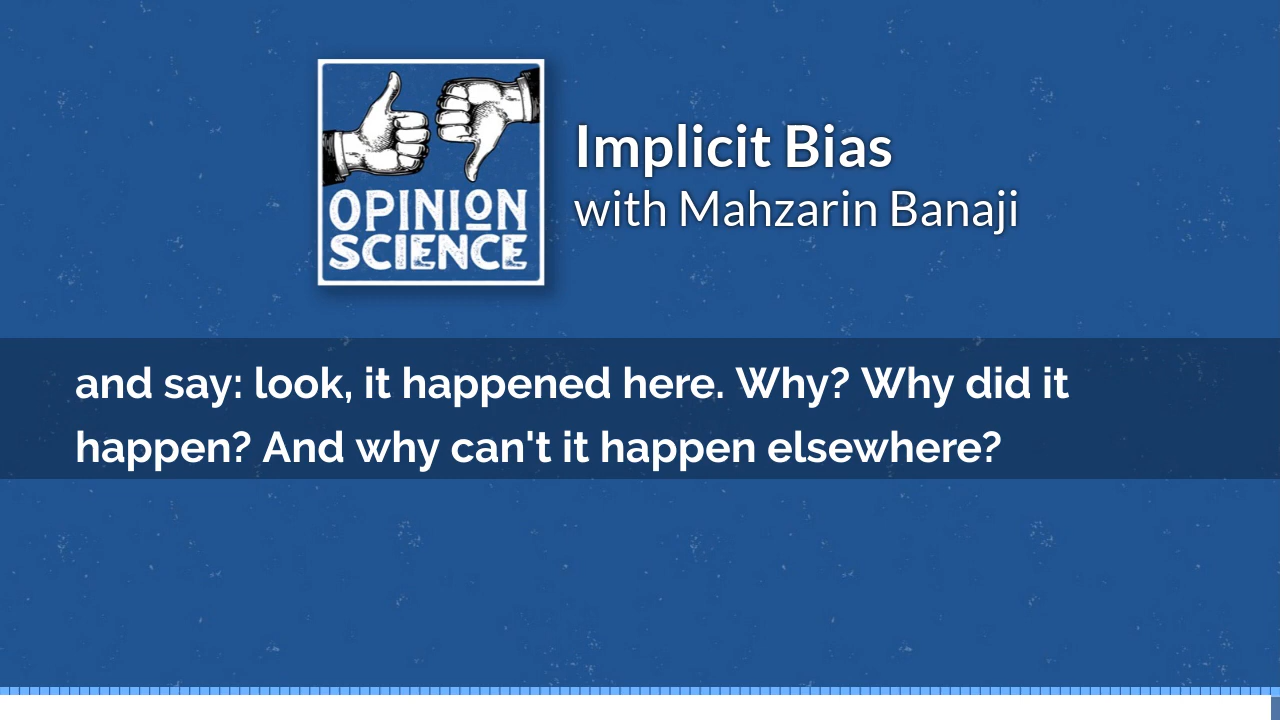 OPINION
SCIENCE
Implicit Bias
with Mahzarin Banaji
and say: look, it happened here. Why? Why did it
happen? And why can't it happen elsewhere?